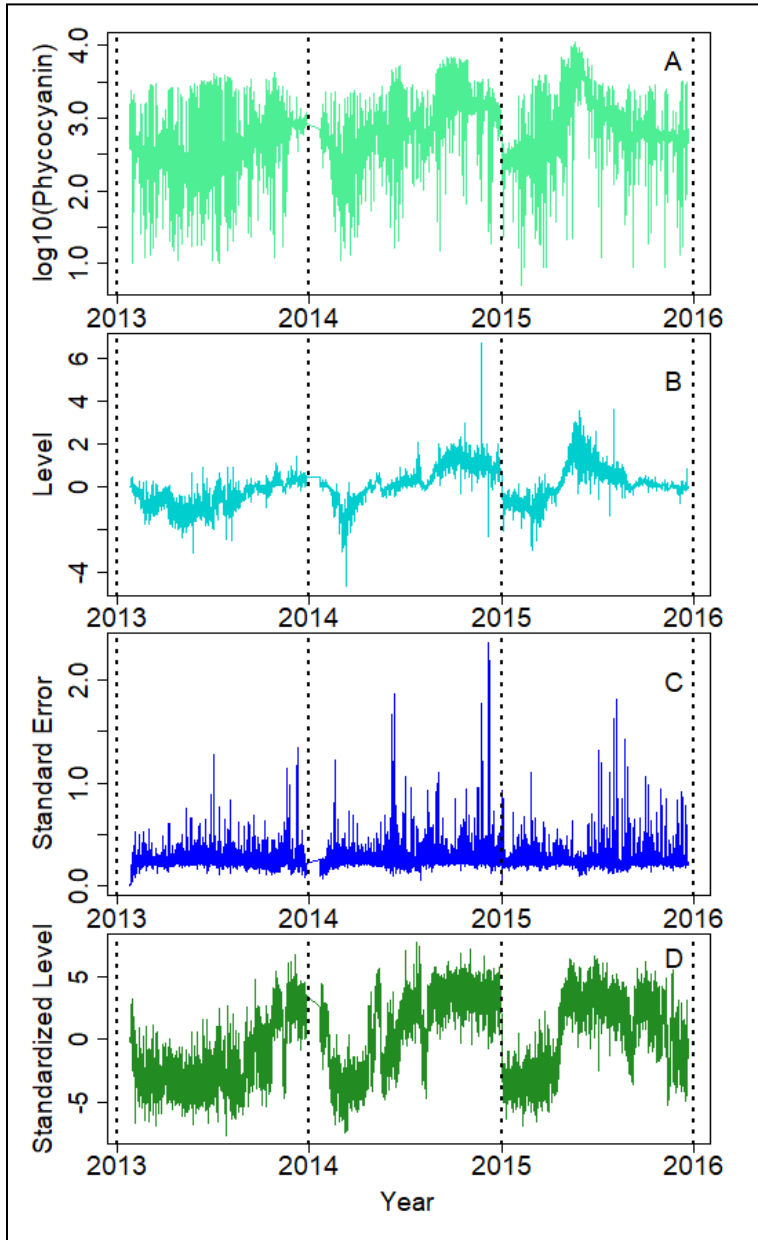 A
log10(Phycocyanin)
4.0
3.0
2.0
1.0
2013 2014 2015 2016
B
Level
6
4
2
0
-4
2013 2014 2015 2016
C
Standard Error
2.0
1.0
0.0
2013 2014 2015 2016
D
Standardized Level
5
0
-5
2013 2014 2015 2016
Year